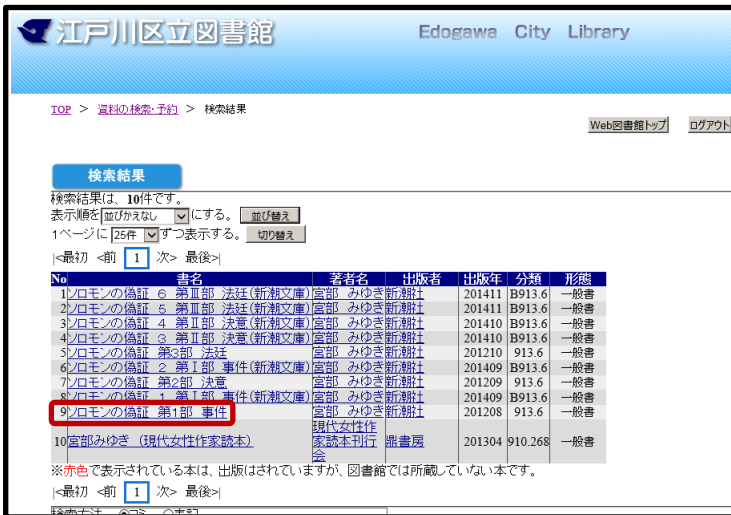 江戸川区立図書館 Edogawa City Library
TOP > 資料の検索・予約 > 検索結果
Web図書館トップ ログアウト
検索結果
検索結果は、10件です。
表示順を 並びかえなし にする。 並び替え
1ページに 25件 ずつ表示する。 切り替え
|<最初 <前 1 次> 最後>|
No 書名 著者名 出版者 出版年 分類 形態
1 ソロモンの偽証 6 第Ⅲ部 法廷(新潮文庫) 宮部 みゆき 新潮社 201411 B913.6 一般書
2 ソロモンの偽証 5 第Ⅲ部 法廷(新潮文庫) 宮部 みゆき 新潮社 201411 B913.6 一般書
3 ソロモンの偽証 4 第Ⅱ部 決意(新潮文庫) 宮部 みゆき 新潮社 201410 B913.6 一般書
4 ソロモンの偽証 3 第Ⅱ部 決意(新潮文庫) 宮部 みゆき 新潮社 201410 B913.6 一般書
5 ソロモンの偽証 第3部 法廷 宮部 みゆき 新潮社 201210 913.6 一般書
6 ソロモンの偽証 2 第Ⅰ部 事件(新潮文庫) 宮部 みゆき 新潮社 201409 B913.6 一般書
7 ソロモンの偽証 第2部 決意 宮部 みゆき 新潮社 201209 913.6 一般書
8 ソロモンの偽証 1 第Ⅰ部 事件(新潮文庫) 宮部 みゆき 新潮社 201409 B913.6 一般書
9 ソロモンの偽証 第1部 事件 宮部 みゆき 新潮社 201208 913.6 一般書
10 宮部みゆき (現代女性作家読本) 現代女性作家読本刊行会 鼎書房 201304 910.268 一般書
※赤色で表示されている本は、出版はされていますが、図書館では所蔵していない本です。
|<最初 <前 1 次> 最後>|